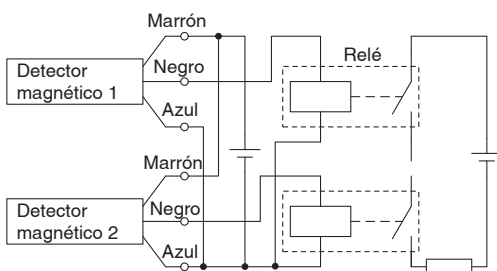 Marrón
Detector
magnético 1
Negro
Azul
Relé
Marrón
Detector
magnético 2
Negro
Azul